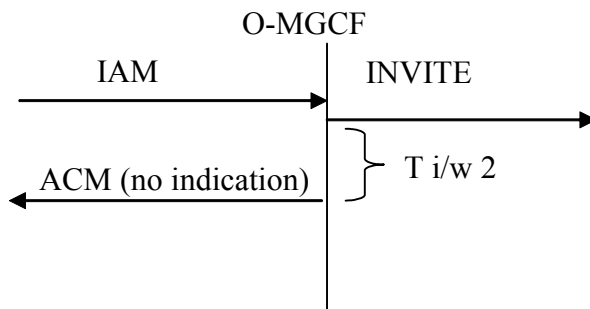 O-MGCF
IAM
INVITE
T i/w 2
ACM (no indication)